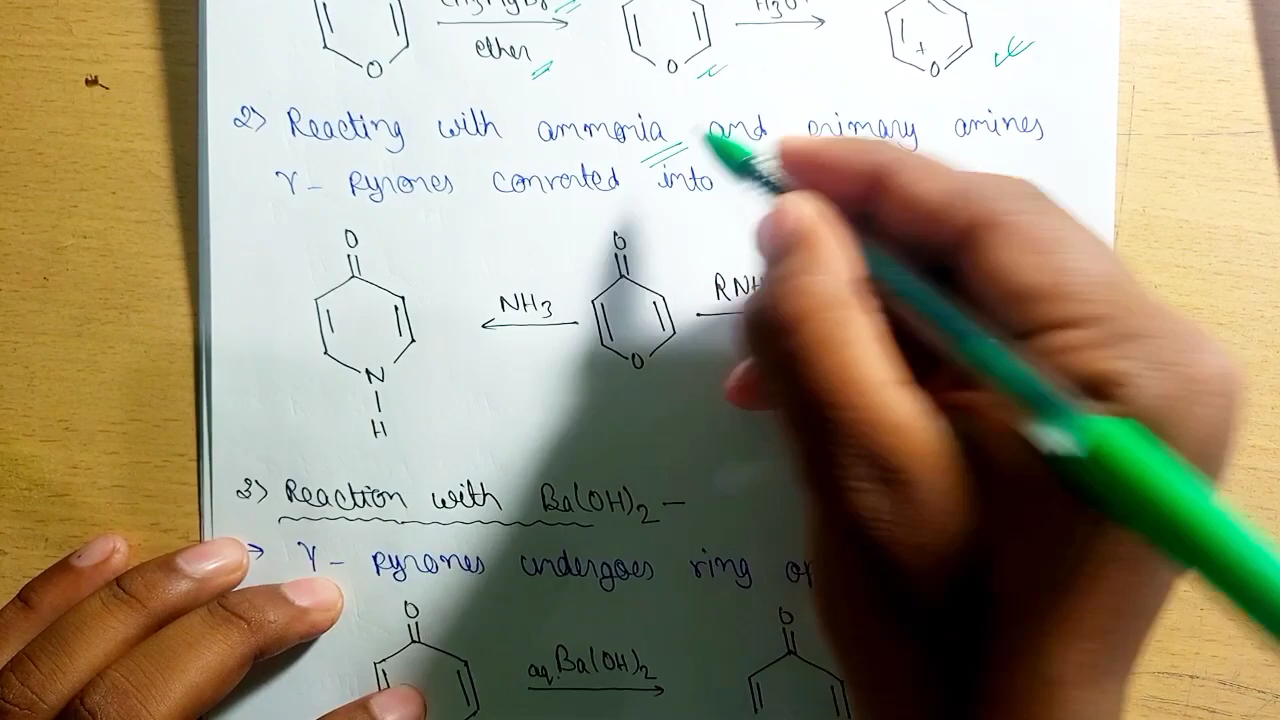 ether
O O + O
2) Reacting with ammonia and primary amines
γ- Pyrones converted into
O O
NH3 RNH
O
N
H
3) Reaction with Ba(OH)2 -
→ γ- pyrones undergoes ring
O O
aq.Ba(OH)2